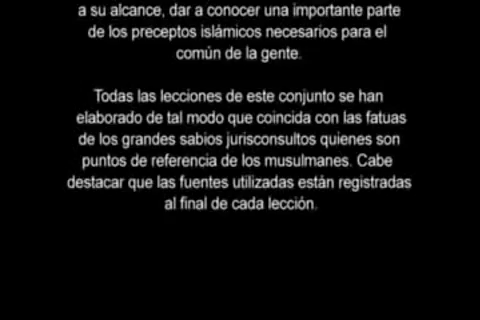 a su alcance, dar a conocer una importante parte
de los preceptos islámicos necesarios para el
común de la gente.
Todas las lecciones de este conjunto se han
elaborado de tal modo que coincida con las fatuas
de los grandes sabios jurisconsultos quienes son
puntos de referencia de los musulmanes. Cabe
destacar que las fuentes utilizadas están registradas
al final de cada lección.